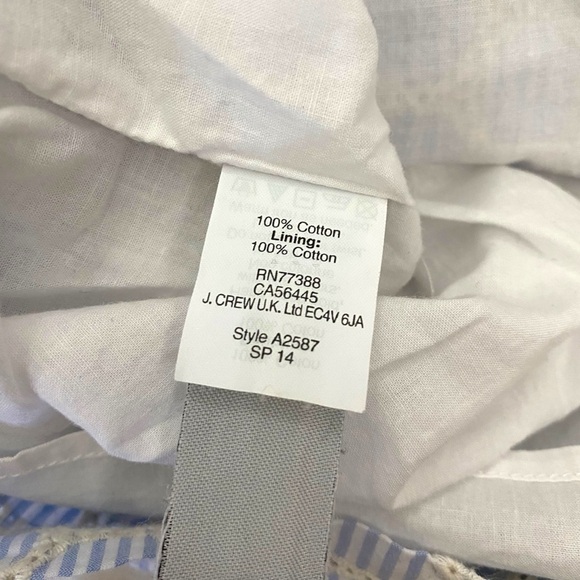 100% Cotton
Lining:
100% Cotton
RN77388
CA56445
J. CREW U.K. Ltd EC4V 6JA
Style A2587
SP 14